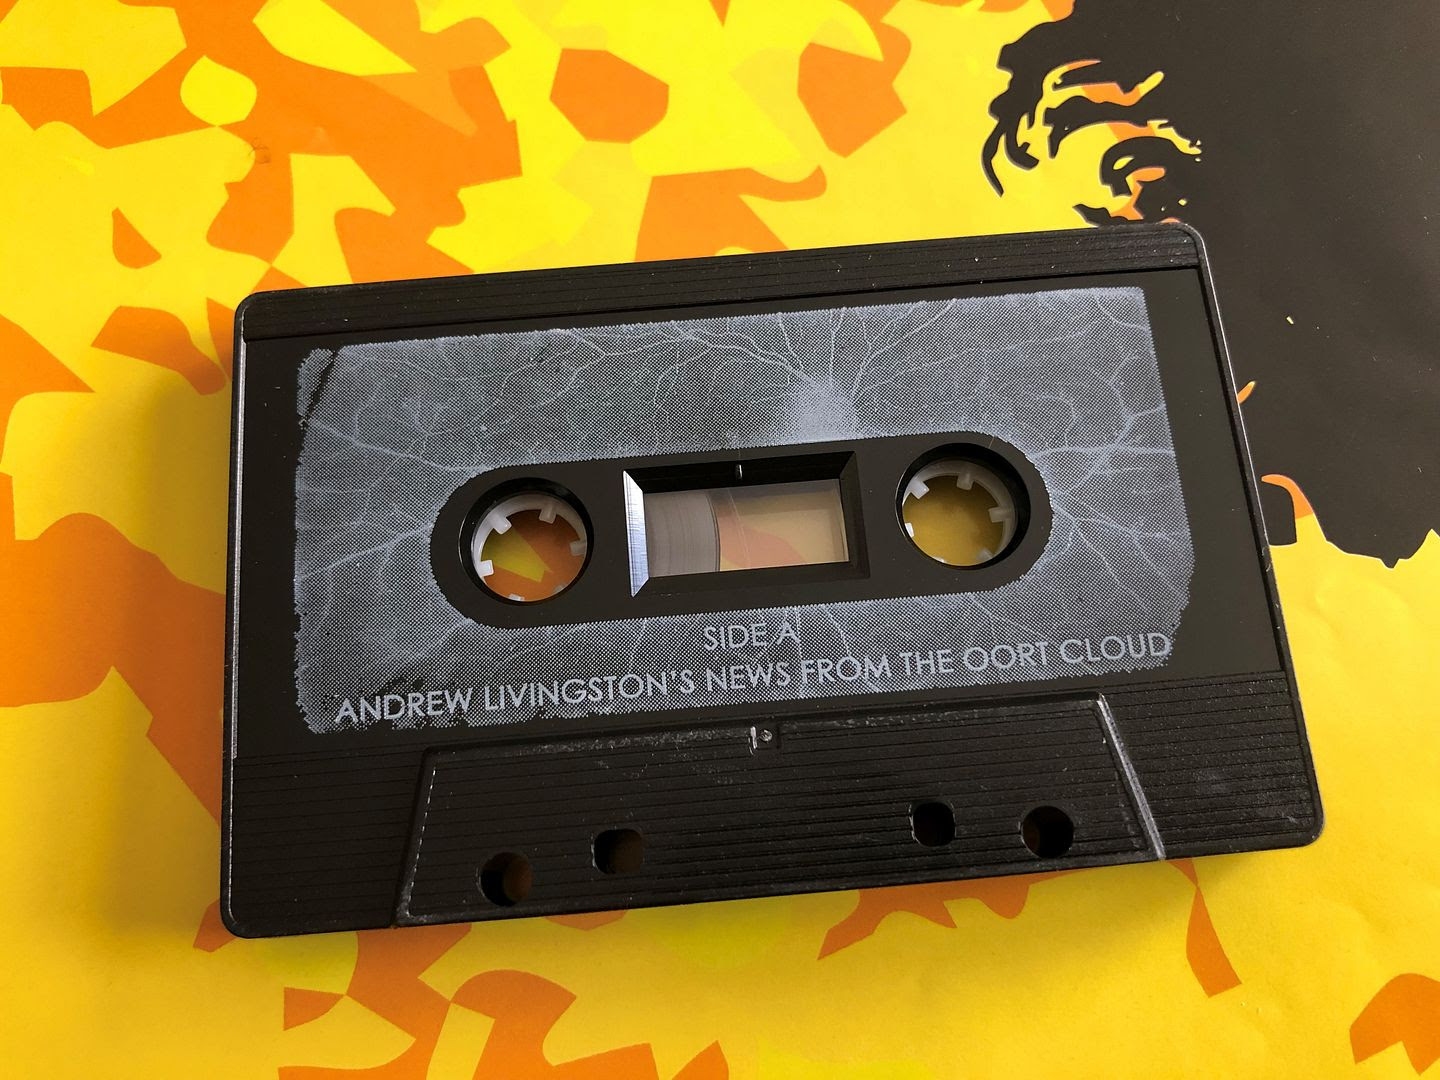 SIDE A
ANDREW LIVINGSTON'S NEWS FROM THE OORT CLOUD